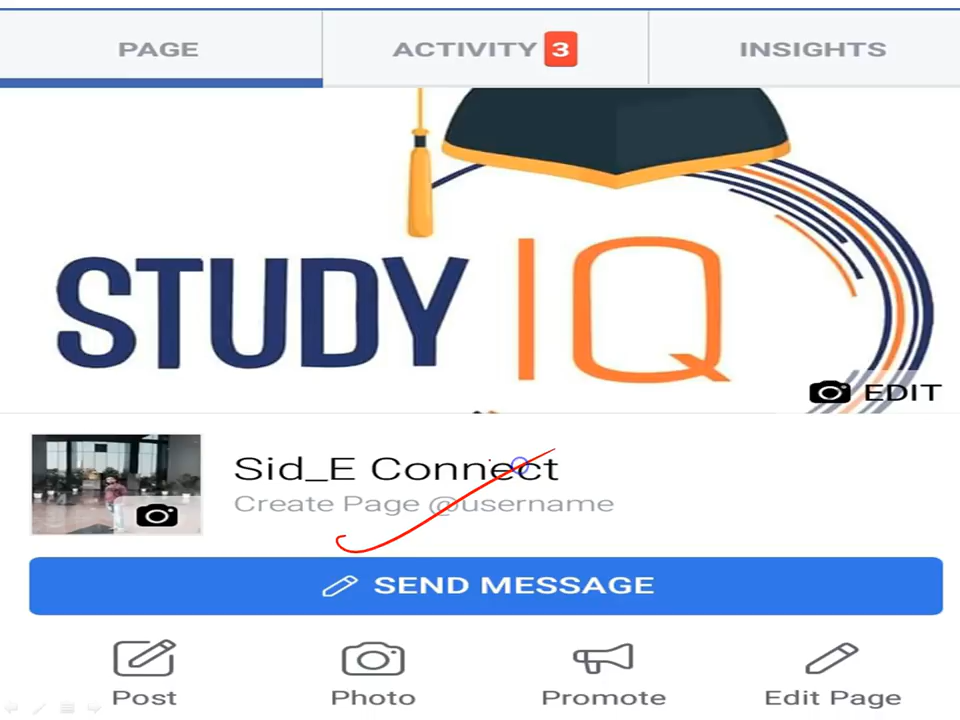 PAGE
ACTIVITY 3
INSIGHTS
STUDY IQ
EDIT
Sid_E Connect
Create Page @username
SEND MESSAGE
Post
Photo
Promote
Edit Page